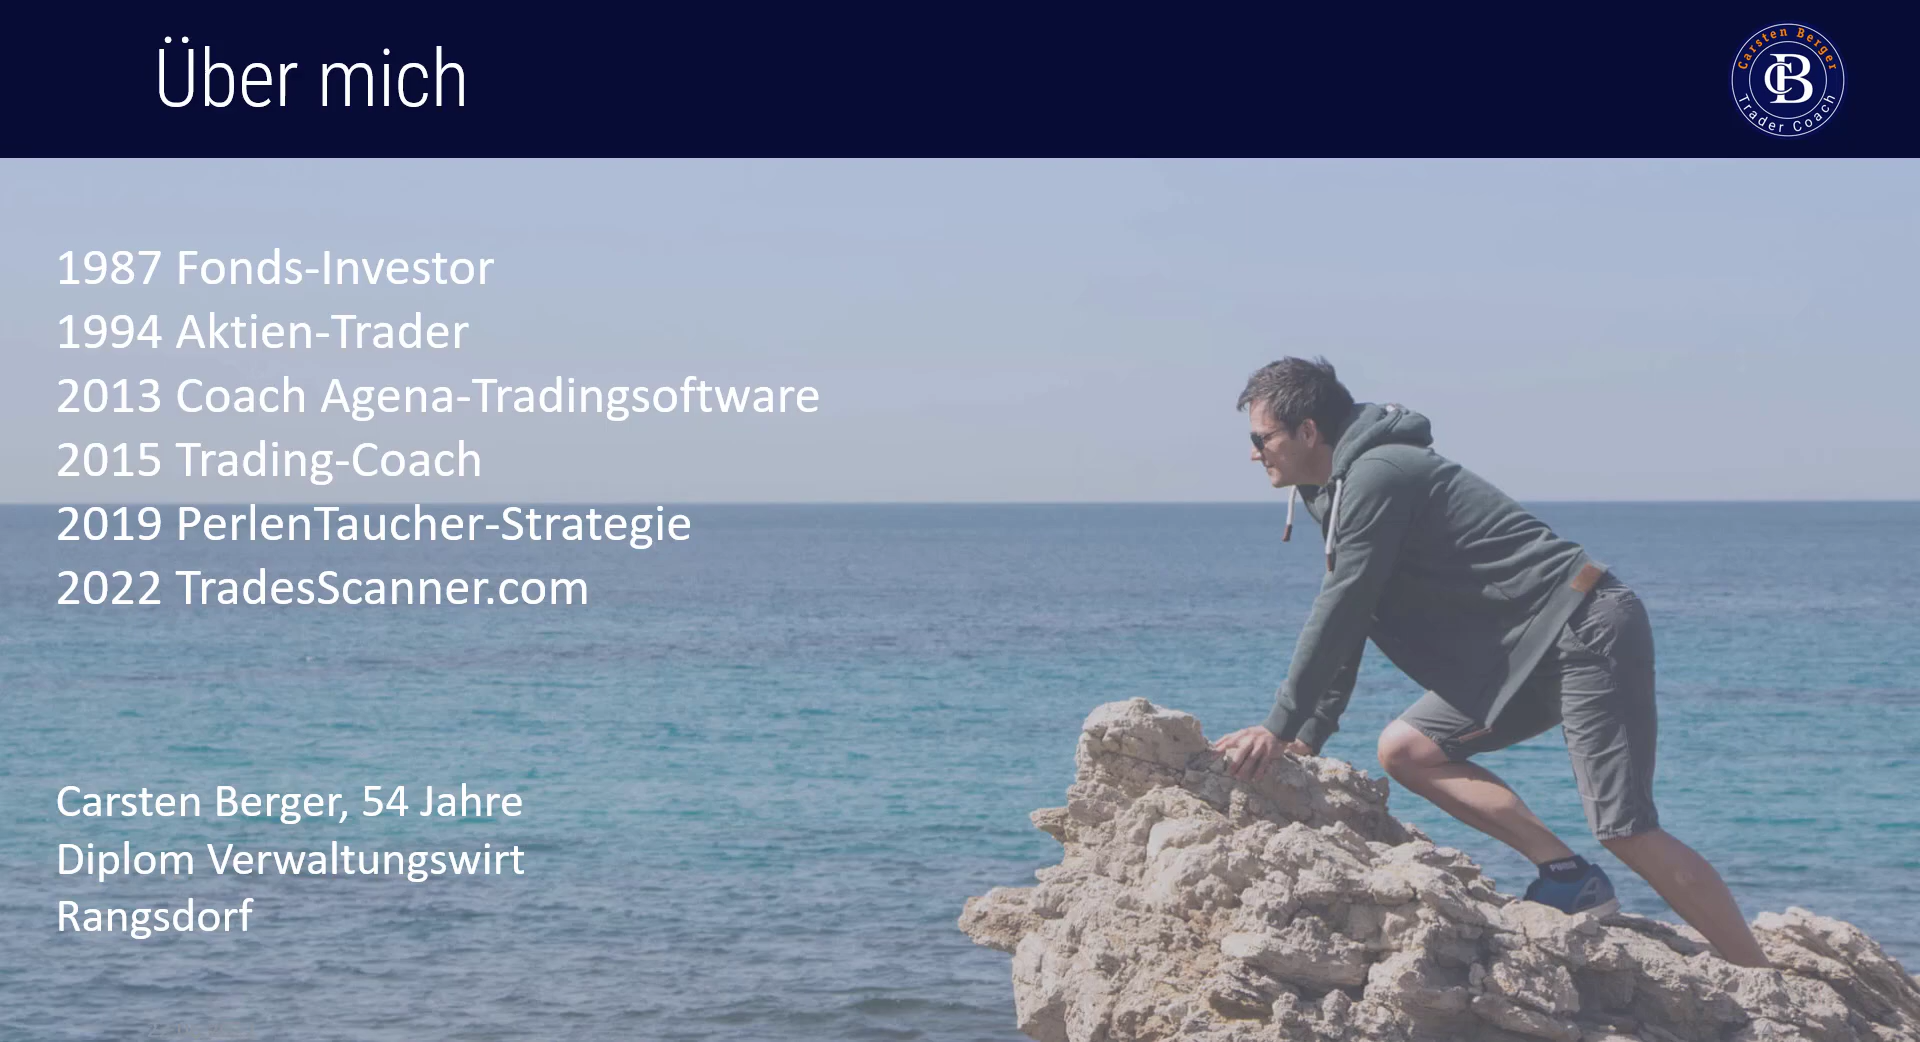 Über mich
Carsten Berger
CB
Trader Coach
1987 Fonds-Investor
1994 Aktien-Trader
2013 Coach Agena-Tradingsoftware
2015 Trading-Coach
2019 PerlenTaucher-Strategie
2022 TradesScanner.com
Carsten Berger, 54 Jahre
Diplom Verwaltungswirt
Rangsdorf